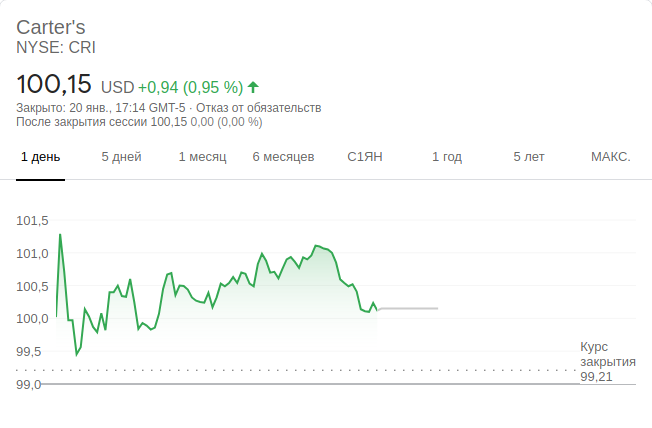 Carter's
NYSE: CRI
100,15 USD +0,94 (0,95 %)
Закрыто: 20 янв., 17:14 GMT-5 · Отказ от обязательств
После закрытия сессии 100,15 0,00 (0,00 %)
1 день 5 дней 1 месяц 6 месяцев С1ЯН 1 год 5 лет МАКС.
101,5
101,0
100,5
100,0
99,5
99,0
Курс
закрытия
99,21